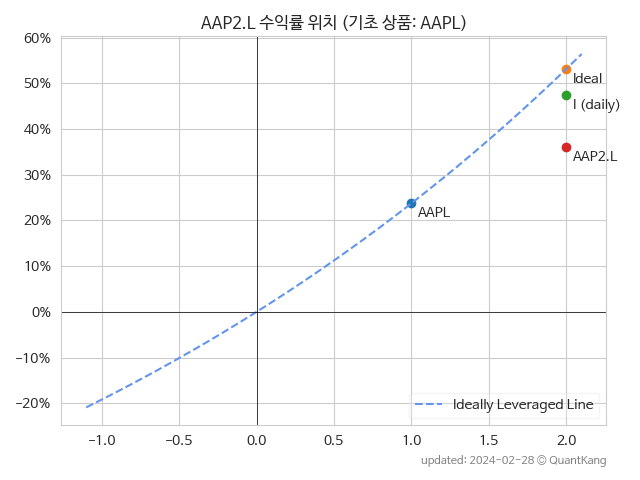 AAP2.L 수익률 위치 (기초 상품: AAPL)
60%
50%
40%
30%
20%
10%
0%
−10%
−20%
Ideal
I (daily)
AAP2.L
AAPL
Ideally Leveraged Line
−1.0 −0.5 0.0 0.5 1.0 1.5 2.0
updated: 2024-02-28 © QuantKang